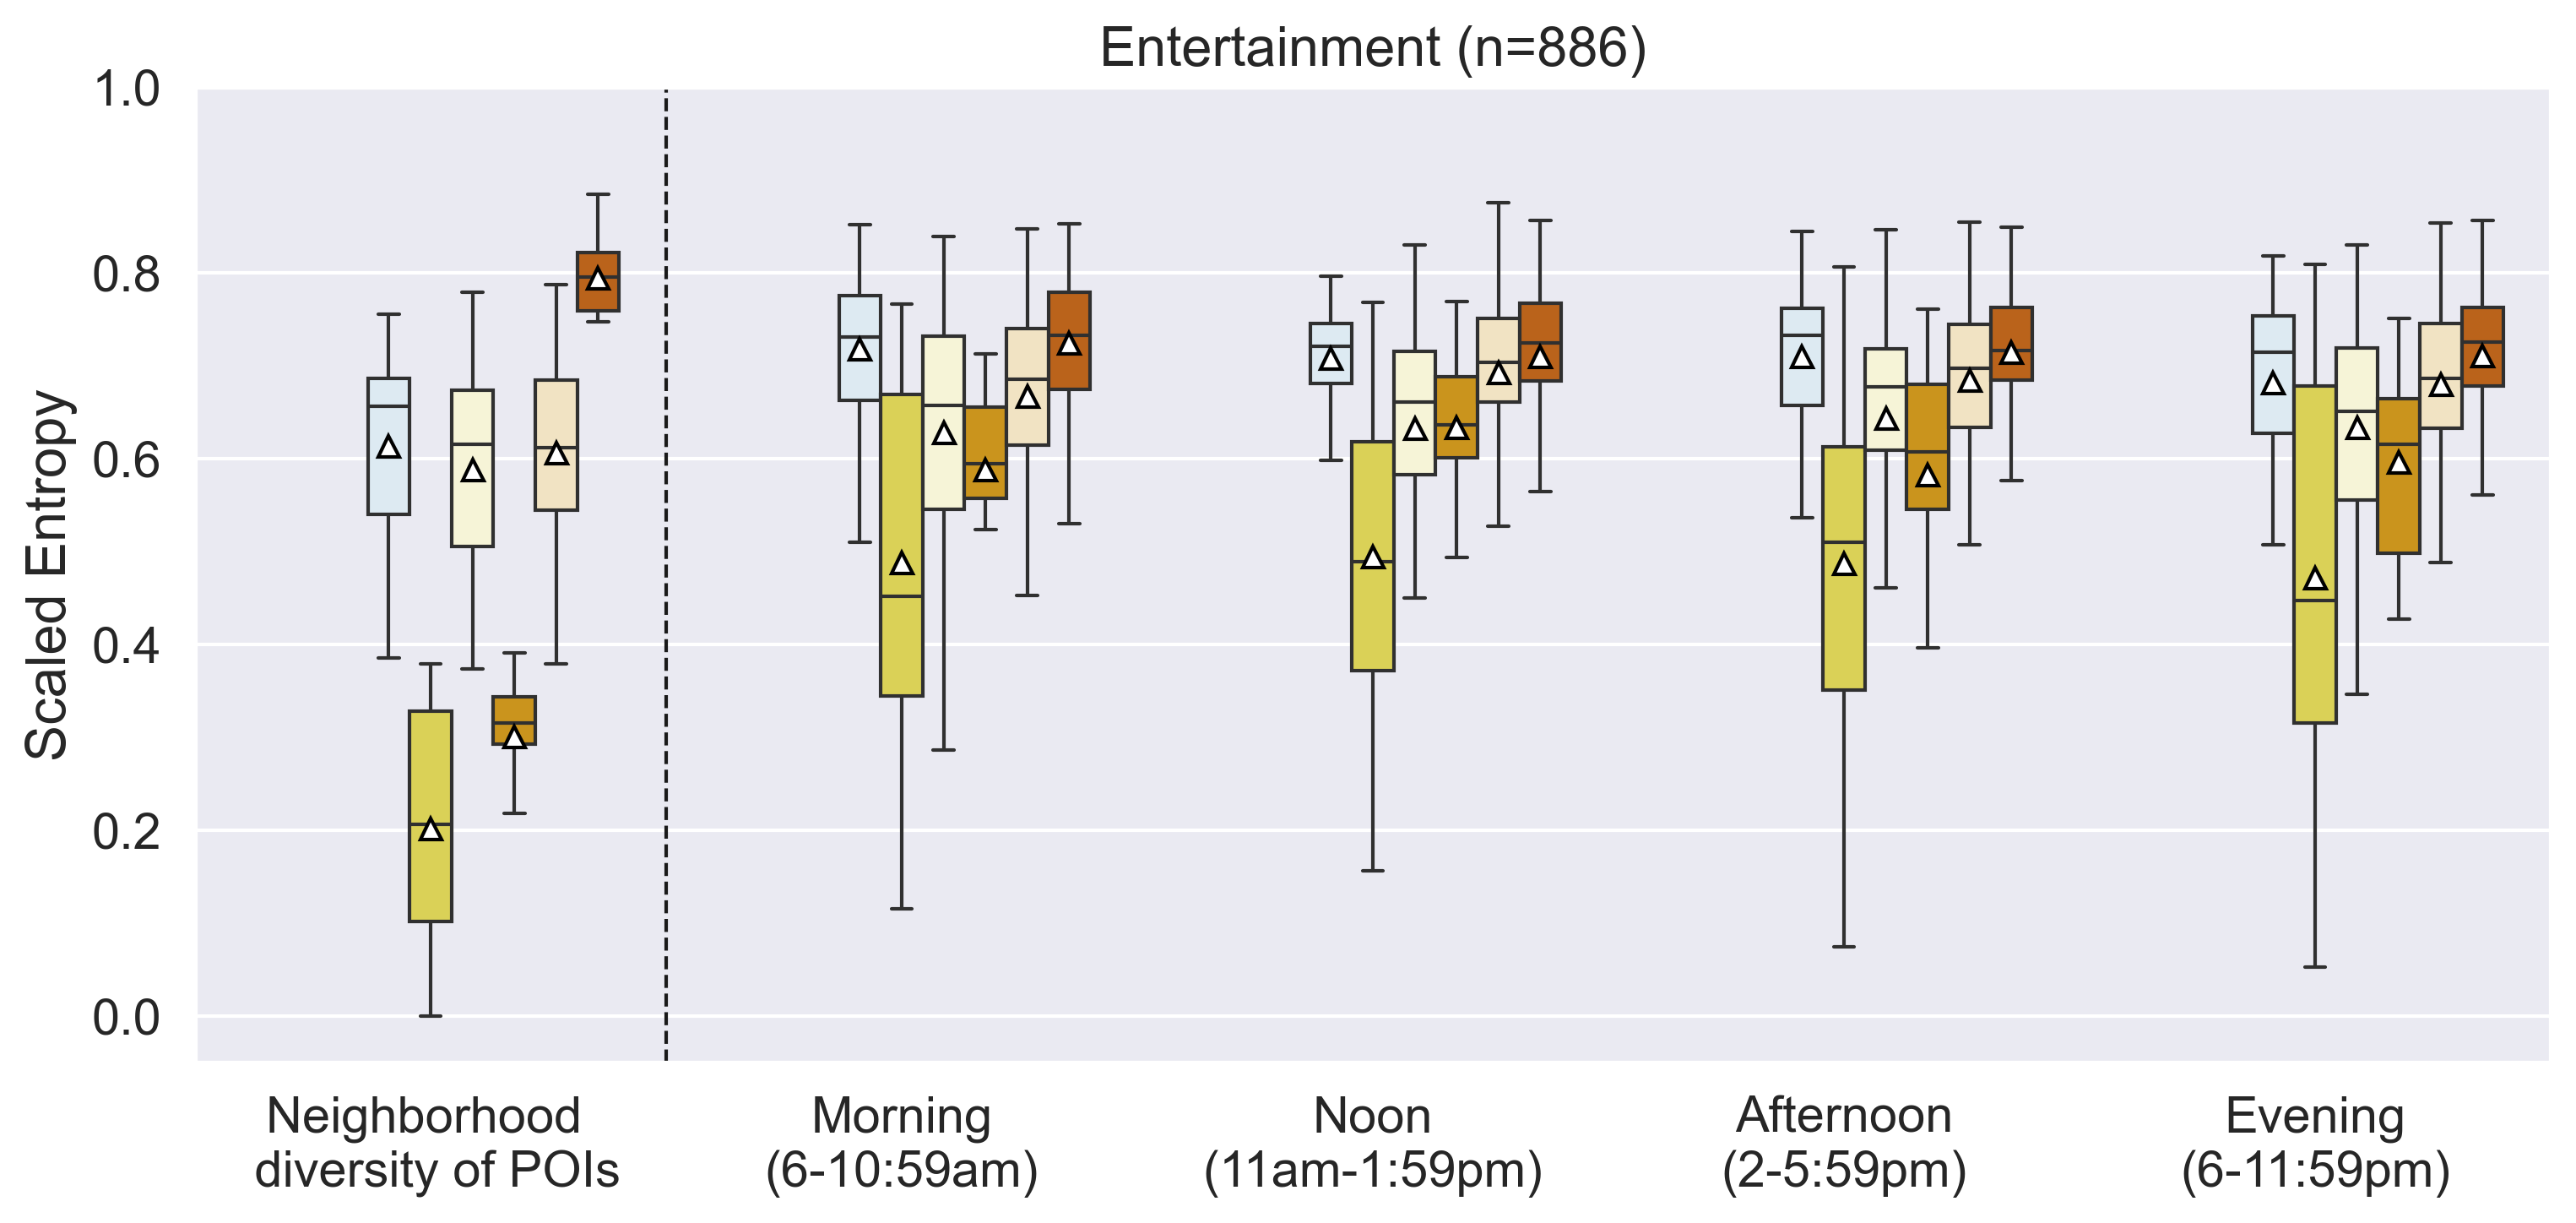 Entertainment (n=886)
Scaled Entropy
1.0
0.8
0.6
0.4
0.2
0.0
Neighborhood
diversity of POIs
Morning
(6-10:59am)
Noon
(11am-1:59pm)
Afternoon
(2-5:59pm)
Evening
(6-11:59pm)